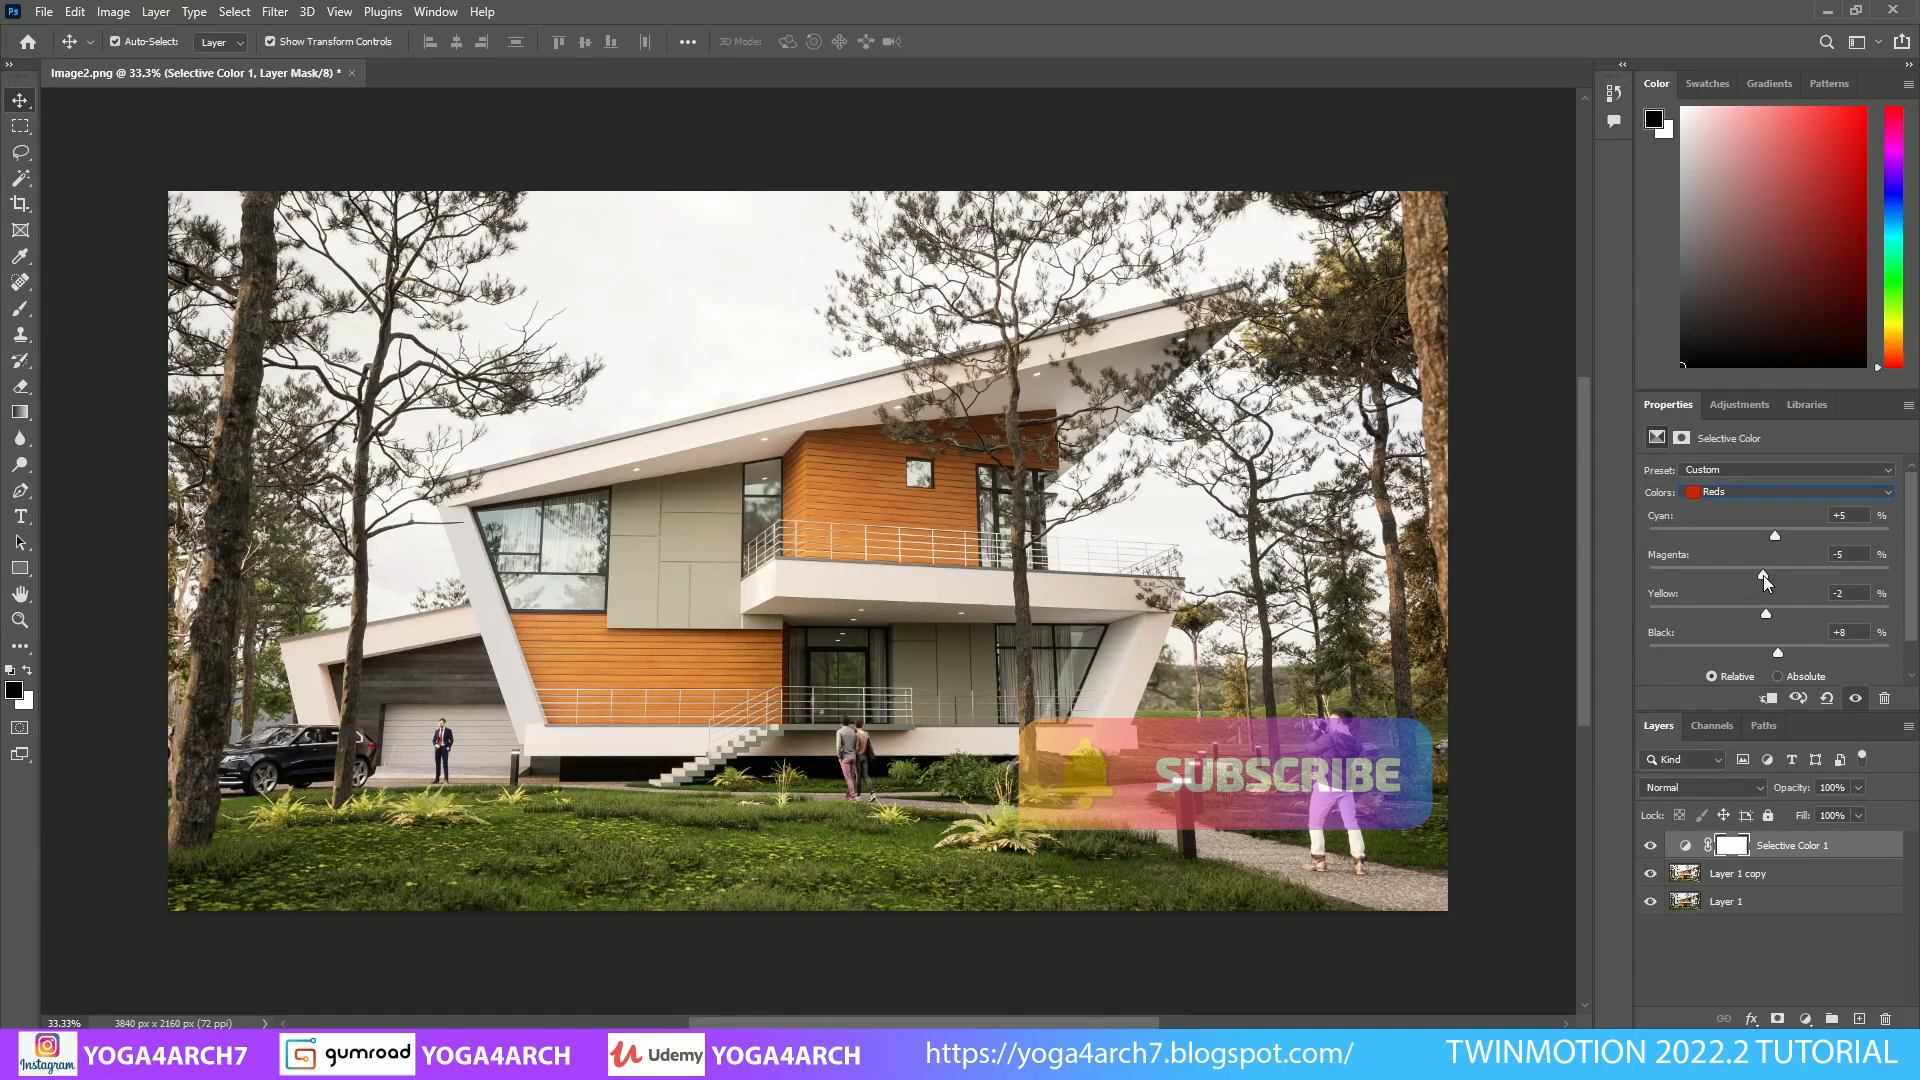 Ps File Edit Image Layer Type Select Filter 3D View Plugins Window Help
Auto-Select: Layer Show Transform Controls 3D Mode:
Image2.png @ 33.3% (Selective Color 1, Layer Mask/8) *
Color Swatches Gradients Patterns
Properties Adjustments Libraries
Selective Color
Preset: Custom
Colors: Reds
Cyan: +5 %
Magenta: -5 %
Yellow: -2 %
Black: +8 %
Relative Absolute
Layers Channels Paths
Kind
Normal Opacity: 100%
Lock: Fill: 100%
Selective Color 1
Layer 1 copy
Layer 1
SUBSCRIBE
33.33% 3840 px x 2160 px (72 ppi)
Instagram YOGA4ARCH7 gumroad YOGA4ARCH Udemy YOGA4ARCH https://yoga4arch7.blogspot.com/ TWINMOTION 2022.2 TUTORIAL